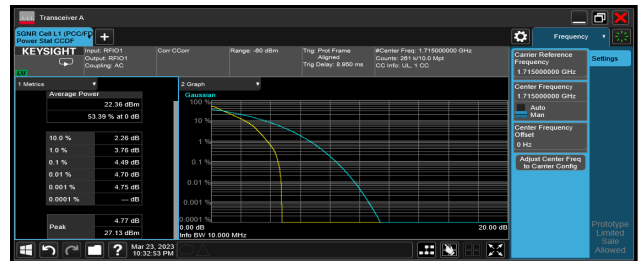 Transceiver A
5GNR Cell L1 (PCC/FD
Power Stat CCDF
Frequency
KEYSIGHT
LU
Input: RFIO1
Output: RFIO1
Coupling: AC
Corr CCorr
Range: -60 dBm
Trig: Prot Frame
Aligned
Trig Delay: 8.950 ms
#Center Freq: 1.715000000 GHz
Counts: 261 k/10.0 Mpt
CC Info: UL, 1 CC
1 Metrics
Average Power
22.36 dBm
53.39 % at 0 dB
10.0 % 2.26 dB
1.0 % 3.76 dB
0.1 % 4.49 dB
0.01 % 4.70 dB
0.001 % 4.75 dB
0.0001 % --- dB
Peak
4.77 dB
27.13 dBm
2 Graph
Gaussian
100 %
10 %
1 %
0.1 %
0.01 %
0.001 %
0.0001 %
0.00 dB 20.00 dB
Info BW 10.000 MHz
Carrier Reference
Frequency
1.715000000 GHz
Center Frequency
1.715000000 GHz
Auto
Man
Center Frequency
Offset
0 Hz
Adjust Center Freq
to Carrier Config
Settings
Prototype
Limited
Sale
Allowed
?
Mar 23, 2023
10:32:53 PM